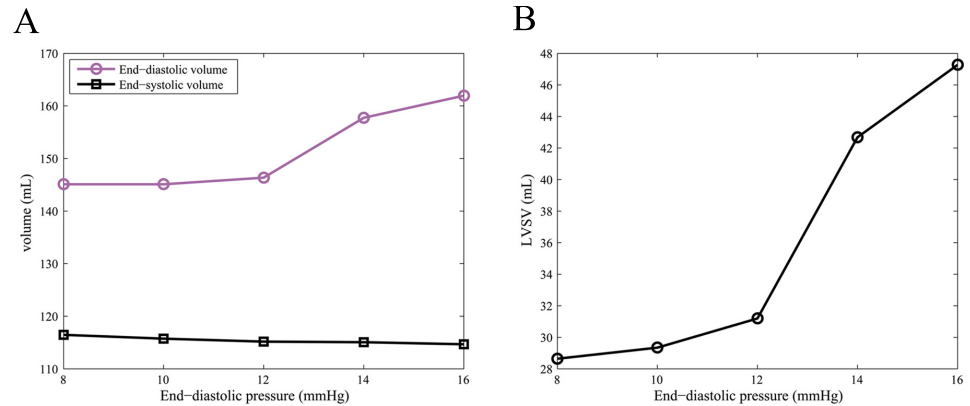 A
170
160
150
140
130
120
110
volume (mL)
End−diastolic volume
End−systolic volume
8 10 12 14 16
End−diastolic pressure (mmHg)
B
48
46
44
42
40
38
36
34
32
30
28
LVSV (mL)
8 10 12 14 16
End−diastolic pressure (mmHg)